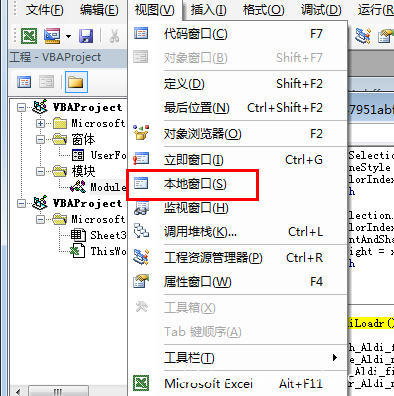 文件(F) 编辑(E) 视图(V) 插入(I) 格式(O) 调试(D) 运行(R
工程 - VBAProject
VBAProject
Microsoft
窗体
UserFo
模块
Module
VBAProject
Microsoft
Sheet3
ThisWo
代码窗口(C) F7
对象窗口(B) Shift+F7
定义(D) Shift+F2
最后位置(N) Ctrl+Shift+F2
对象浏览器(O) F2
立即窗口(I) Ctrl+G
本地窗口(S)
监视窗口(H)
调用堆栈(K)... Ctrl+L
工程资源管理器(P) Ctrl+R
属性窗口(W) F4
工具箱(X)
Tab 键顺序(A)
工具栏(T)
Microsoft Excel Alt+F11
7951abf
Selection
neStyle
lorIndex
h
lection.
lorIndex
ntAndSha
ight = x
h
iLoadr()
h_Aldi_f
e_Aldi_n
_Aldi_fi
r_Aldi_m